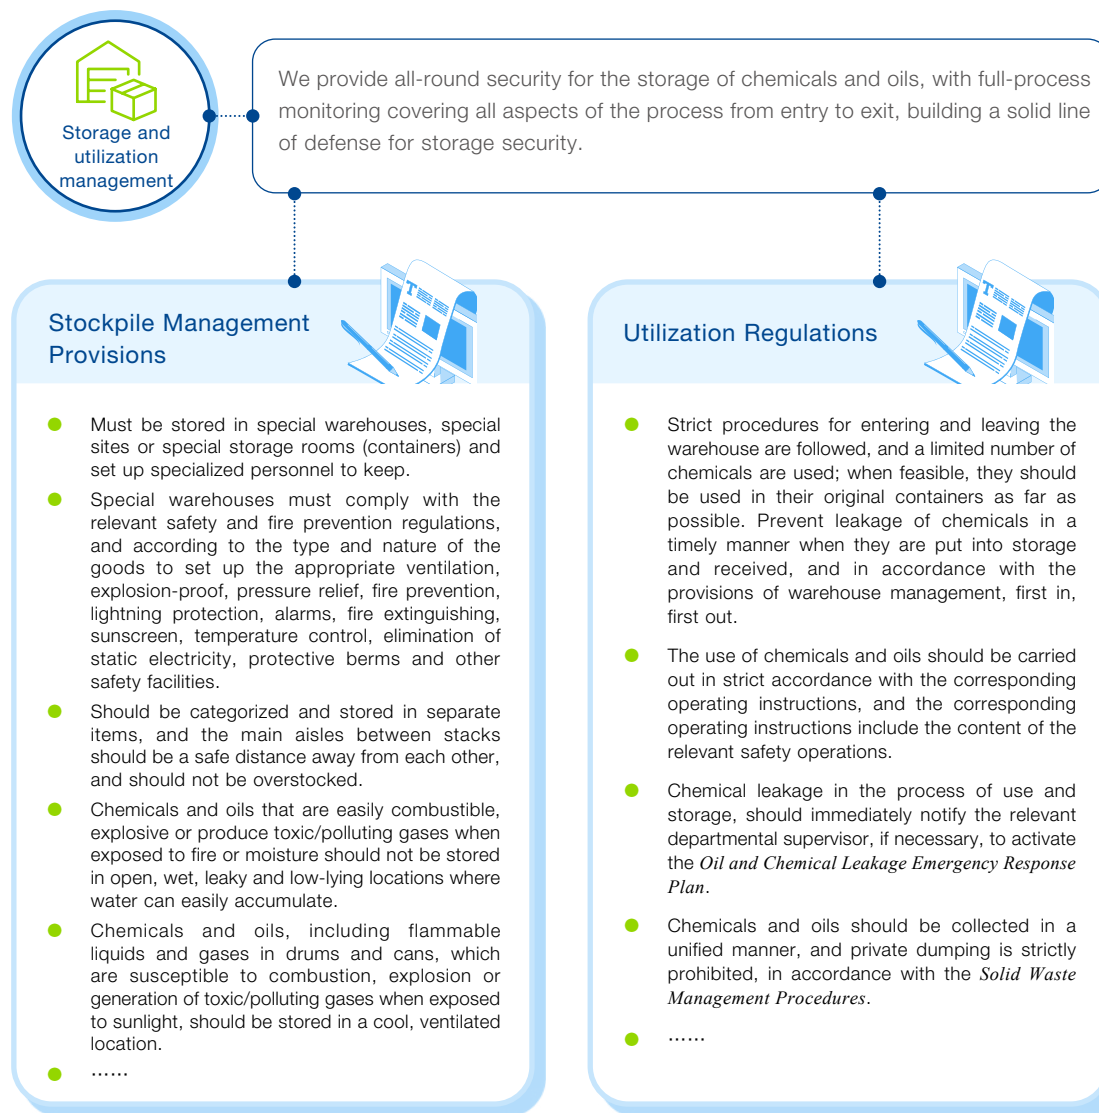 Storage and
utilization
management
We provide all-round security for the storage of chemicals and oils, with full-process
monitoring covering all aspects of the process from entry to exit, building a solid line
of defense for storage security.
Stockpile Management
Provisions
Must be stored in special warehouses, special
sites or special storage rooms (containers) and
set up specialized personnel to keep.
Special warehouses must comply with the
relevant safety and fire prevention regulations,
and according to the type and nature of the
goods to set up the appropriate ventilation,
explosion-proof, pressure relief, fire prevention,
lightning protection, alarms, fire extinguishing,
sunscreen, temperature control, elimination of
static electricity, protective berms and other
safety facilities.
Should be categorized and stored in separate
items, and the main aisles between stacks
should be a safe distance away from each other,
and should not be overstocked.
Chemicals and oils that are easily combustible,
explosive or produce toxic/polluting gases when
exposed to fire or moisture should not be stored
in open, wet, leaky and low-lying locations where
water can easily accumulate.
Chemicals and oils, including flammable
liquids and gases in drums and cans, which
are susceptible to combustion, explosion or
generation of toxic/polluting gases when exposed
to sunlight, should be stored in a cool, ventilated
location.
……
Utilization Regulations
Strict procedures for entering and leaving the
warehouse are followed, and a limited number of
chemicals are used; when feasible, they should
be used in their original containers as far as
possible. Prevent leakage of chemicals in a
timely manner when they are put into storage
and received, and in accordance with the
provisions of warehouse management, first in,
first out.
The use of chemicals and oils should be carried
out in strict accordance with the corresponding
operating instructions, and the corresponding
operating instructions include the content of the
relevant safety operations.
Chemical leakage in the process of use and
storage, should immediately notify the relevant
departmental supervisor, if necessary, to activate
the Oil and Chemical Leakage Emergency Response
Plan.
Chemicals and oils should be collected in a
unified manner, and private dumping is strictly
prohibited, in accordance with the Solid Waste
Management Procedures.
……